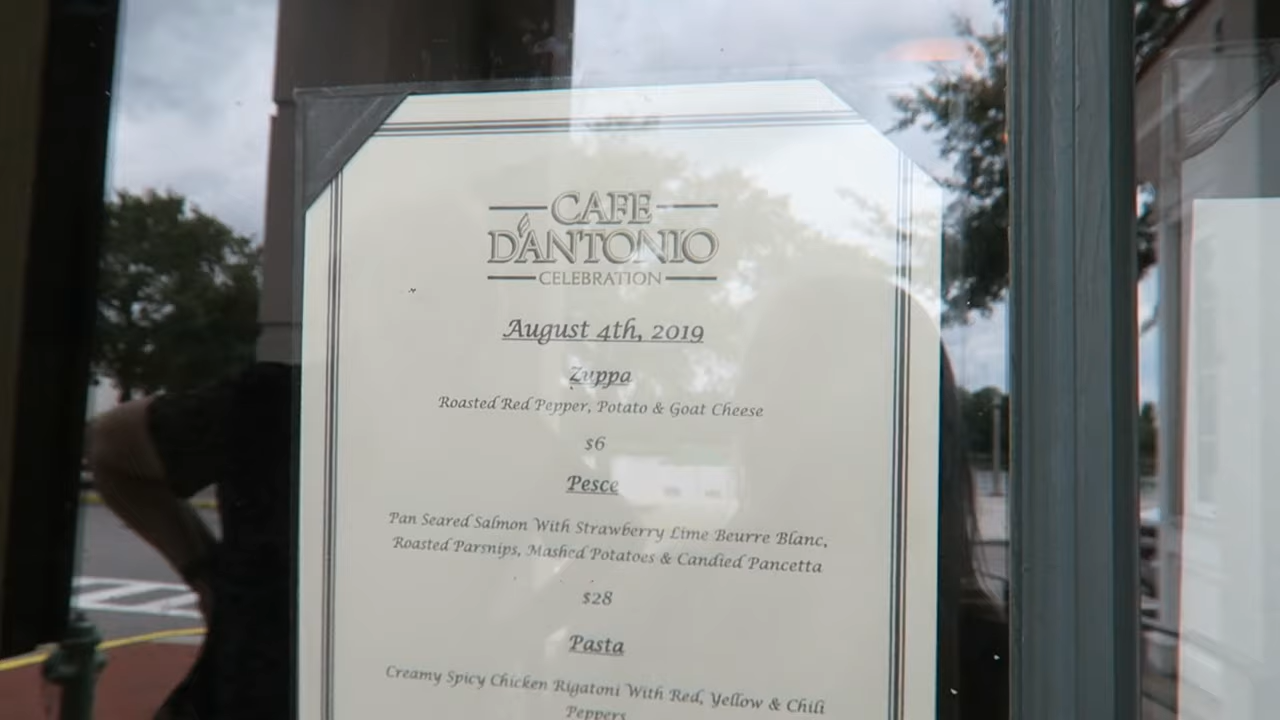 CAFE
D'ANTONIO
CELEBRATION
August 4th, 2019
Zuppa
Roasted Red Pepper, Potato & Goat Cheese
$6
Pesce
Pan Seared Salmon With Strawberry Lime Beurre Blanc,
Roasted Parsnips, Mashed Potatoes & Candied Pancetta
$28
Pasta
Creamy Spicy Chicken Rigatoni With Red, Yellow & Chili
Peppers